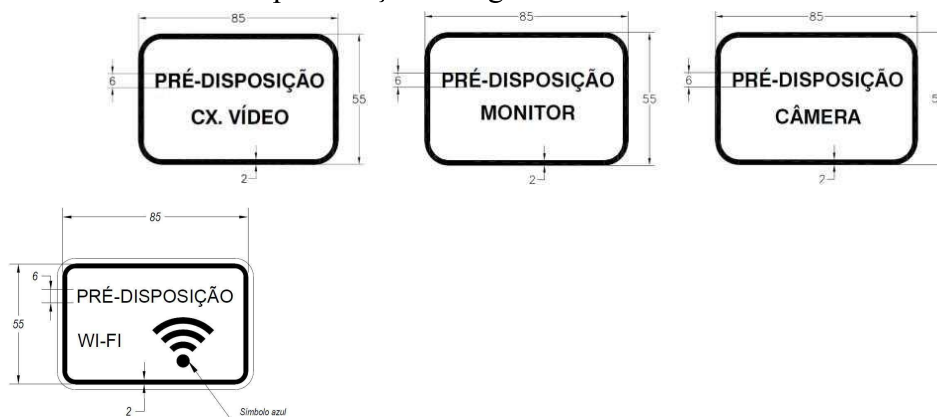 85
PRÉ-DISPOSIÇÃO
CX. VÍDEO
6
55
2
85
PRÉ-DISPOSIÇÃO
MONITOR
6
55
2
85
PRÉ-DISPOSIÇÃO
CÂMERA
6
2
85
PRÉ-DISPOSIÇÃO
WI-FI
6
55
2
Símbolo azul